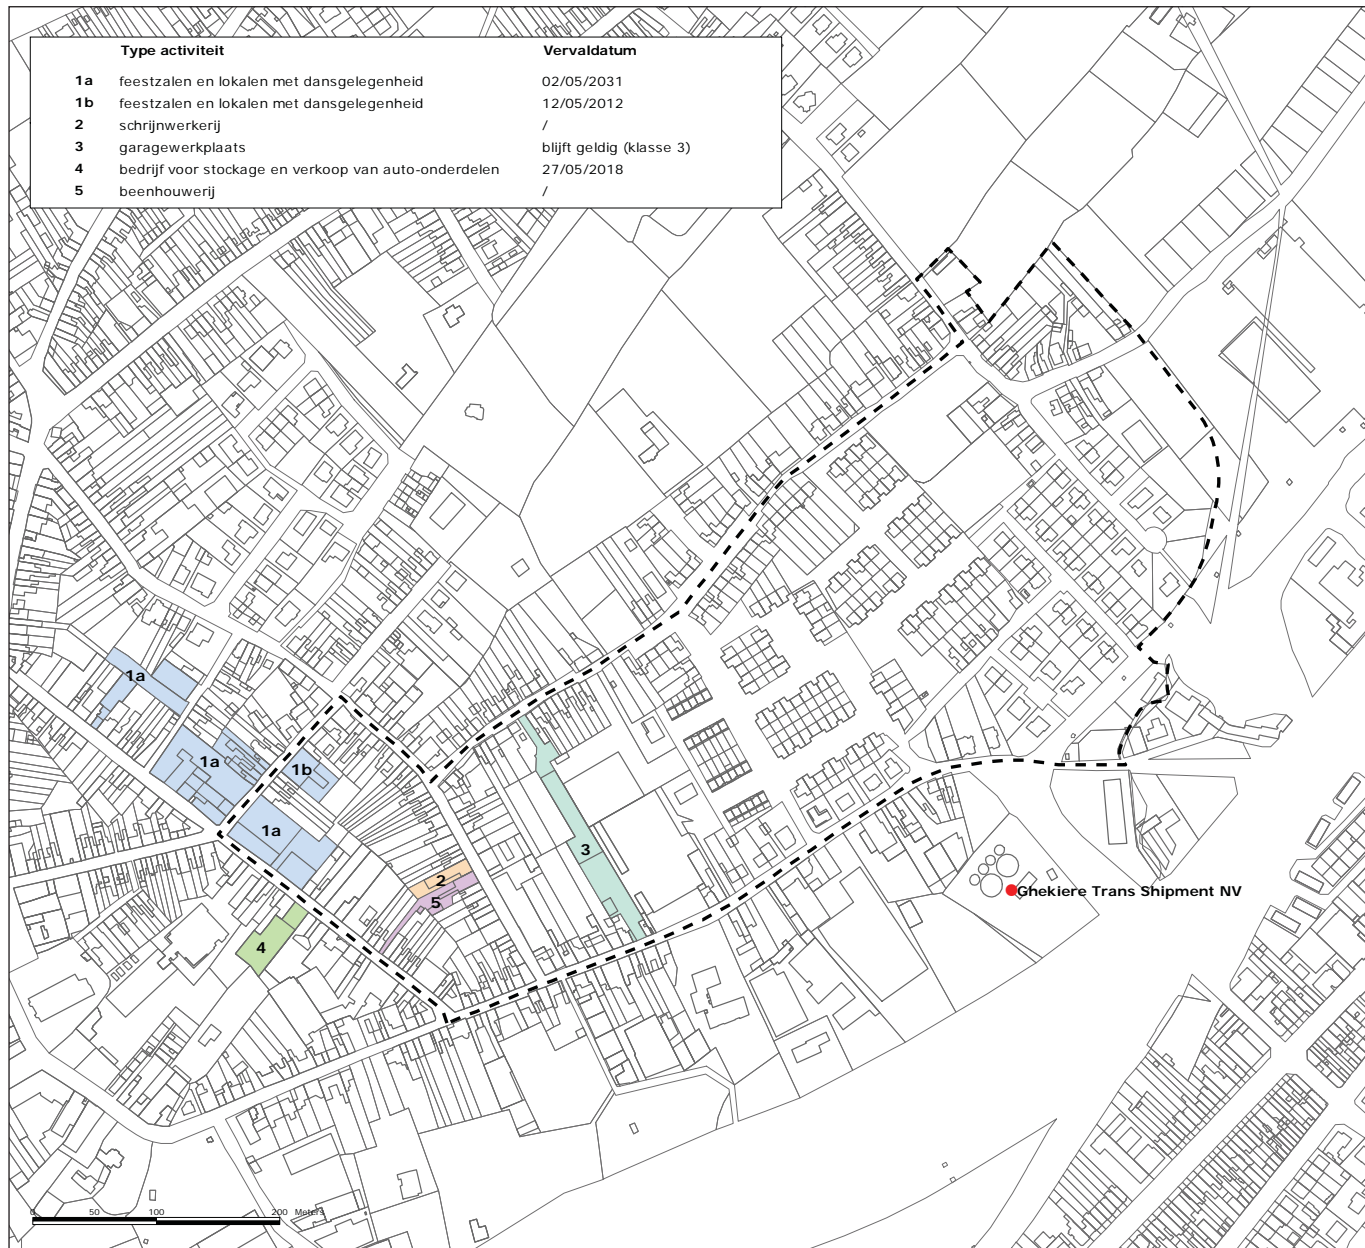 Type activiteit Vervaldatum
1a feestzalen en lokalen met dansgelegenheid 02/05/2031
1b feestzalen en lokalen met dansgelegenheid 12/05/2012
2 schrijnwerkerij /
3 garagewerkplaats blijft geldig (klasse 3)
4 bedrijf voor stockage en verkoop van auto-onderdelen 27/05/2018
5 beenhouwerij /
1a
1a
1b
1a
3
2
5
Ghekiere Trans Shipment NV
4
0 50 100 200 Meters